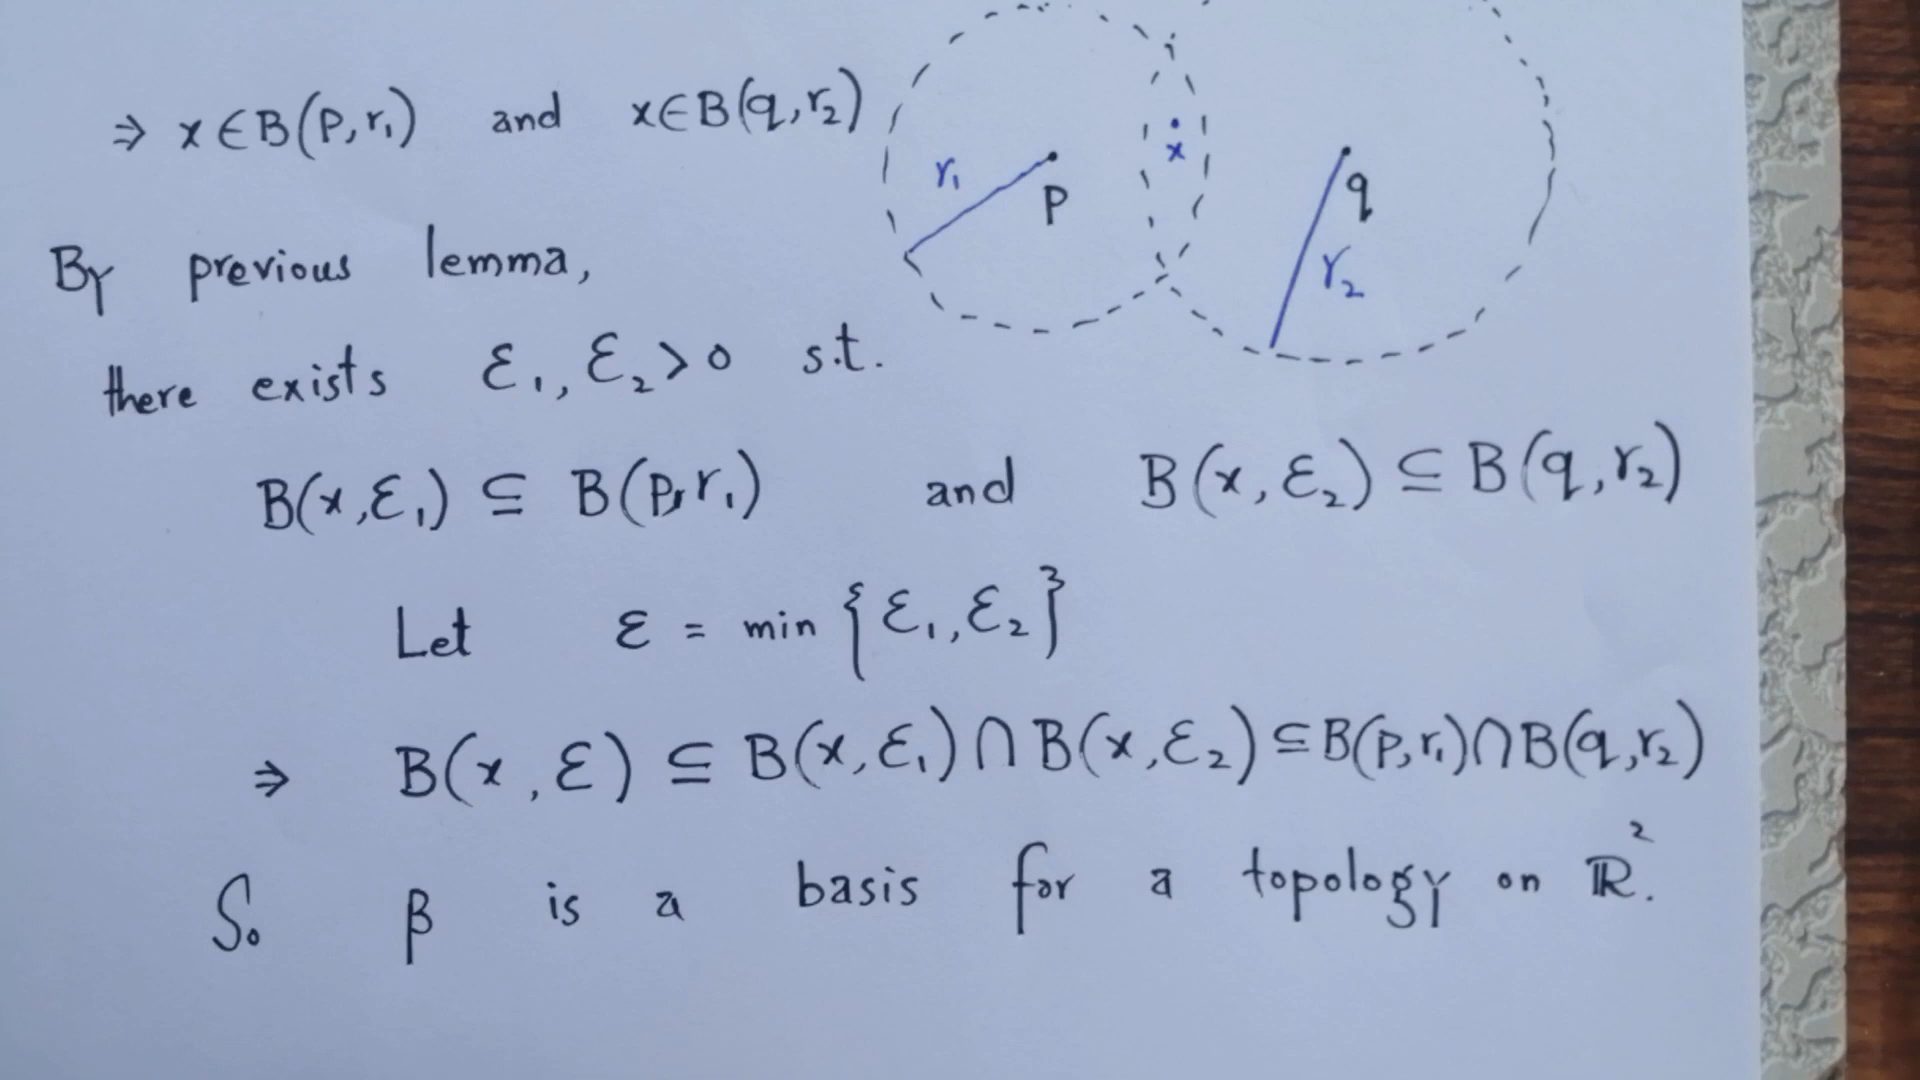 ⇒ x∈B(p,r₁) and x∈B(q,r₂)
r₁
p
x
q
r₂
By previous lemma,
there exists ε₁,ε₂>0 s.t.
B(x,ε₁) ⊆ B(p,r₁) and B(x,ε₂) ⊆ B(q,r₂)
Let ε = min {ε₁,ε₂}
⇒ B(x,ε) ⊆ B(x,ε₁)∩B(x,ε₂) ⊆ B(p,r₁)∩B(q,r₂)
So β is a basis for a topology on ℝ².